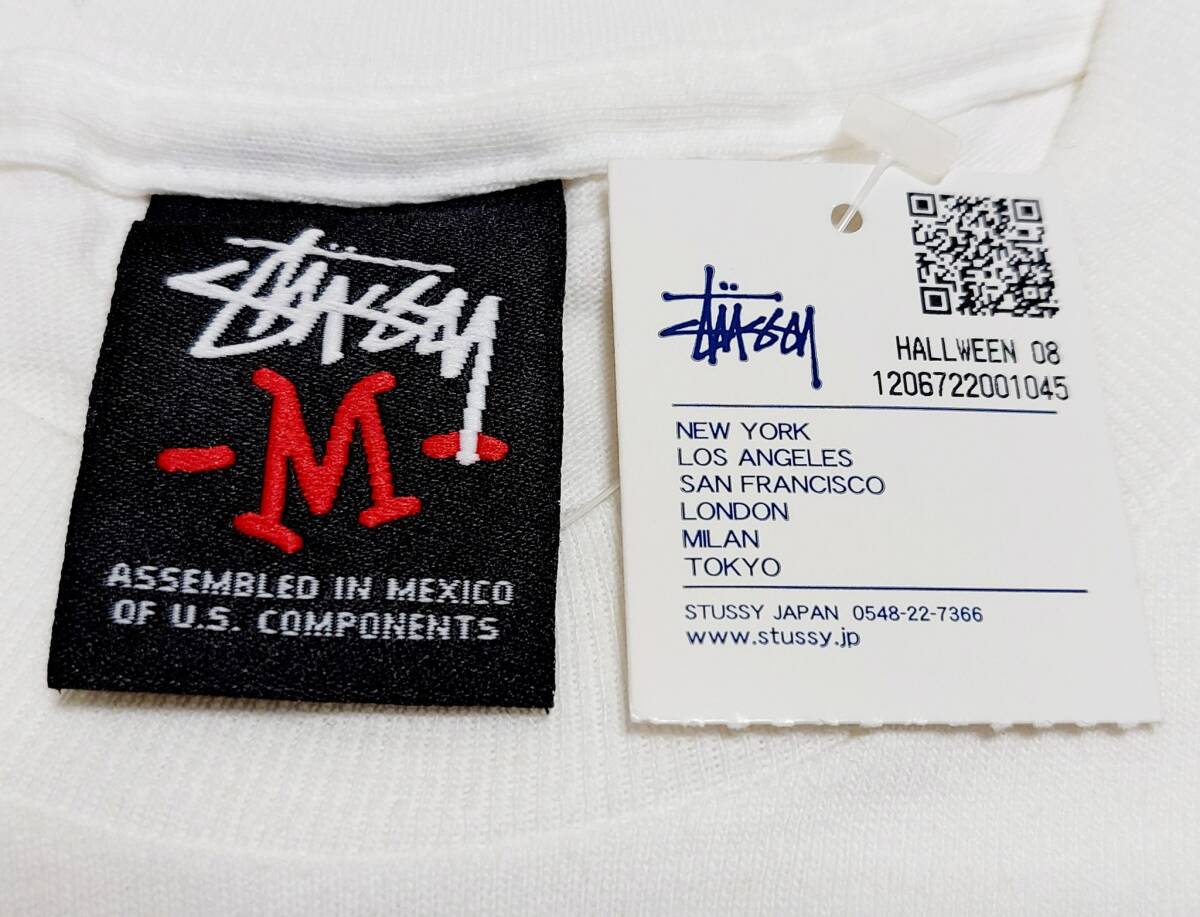 Stüssy
-M-
ASSEMBLED IN MEXICO
OF U.S. COMPONENTS
Stüssy
HALLWEEN 08
1206722001045
NEW YORK
LOS ANGELES
SAN FRANCISCO
LONDON
MILAN
TOKYO
STUSSY JAPAN 0548-22-7366
www.stussy.jp